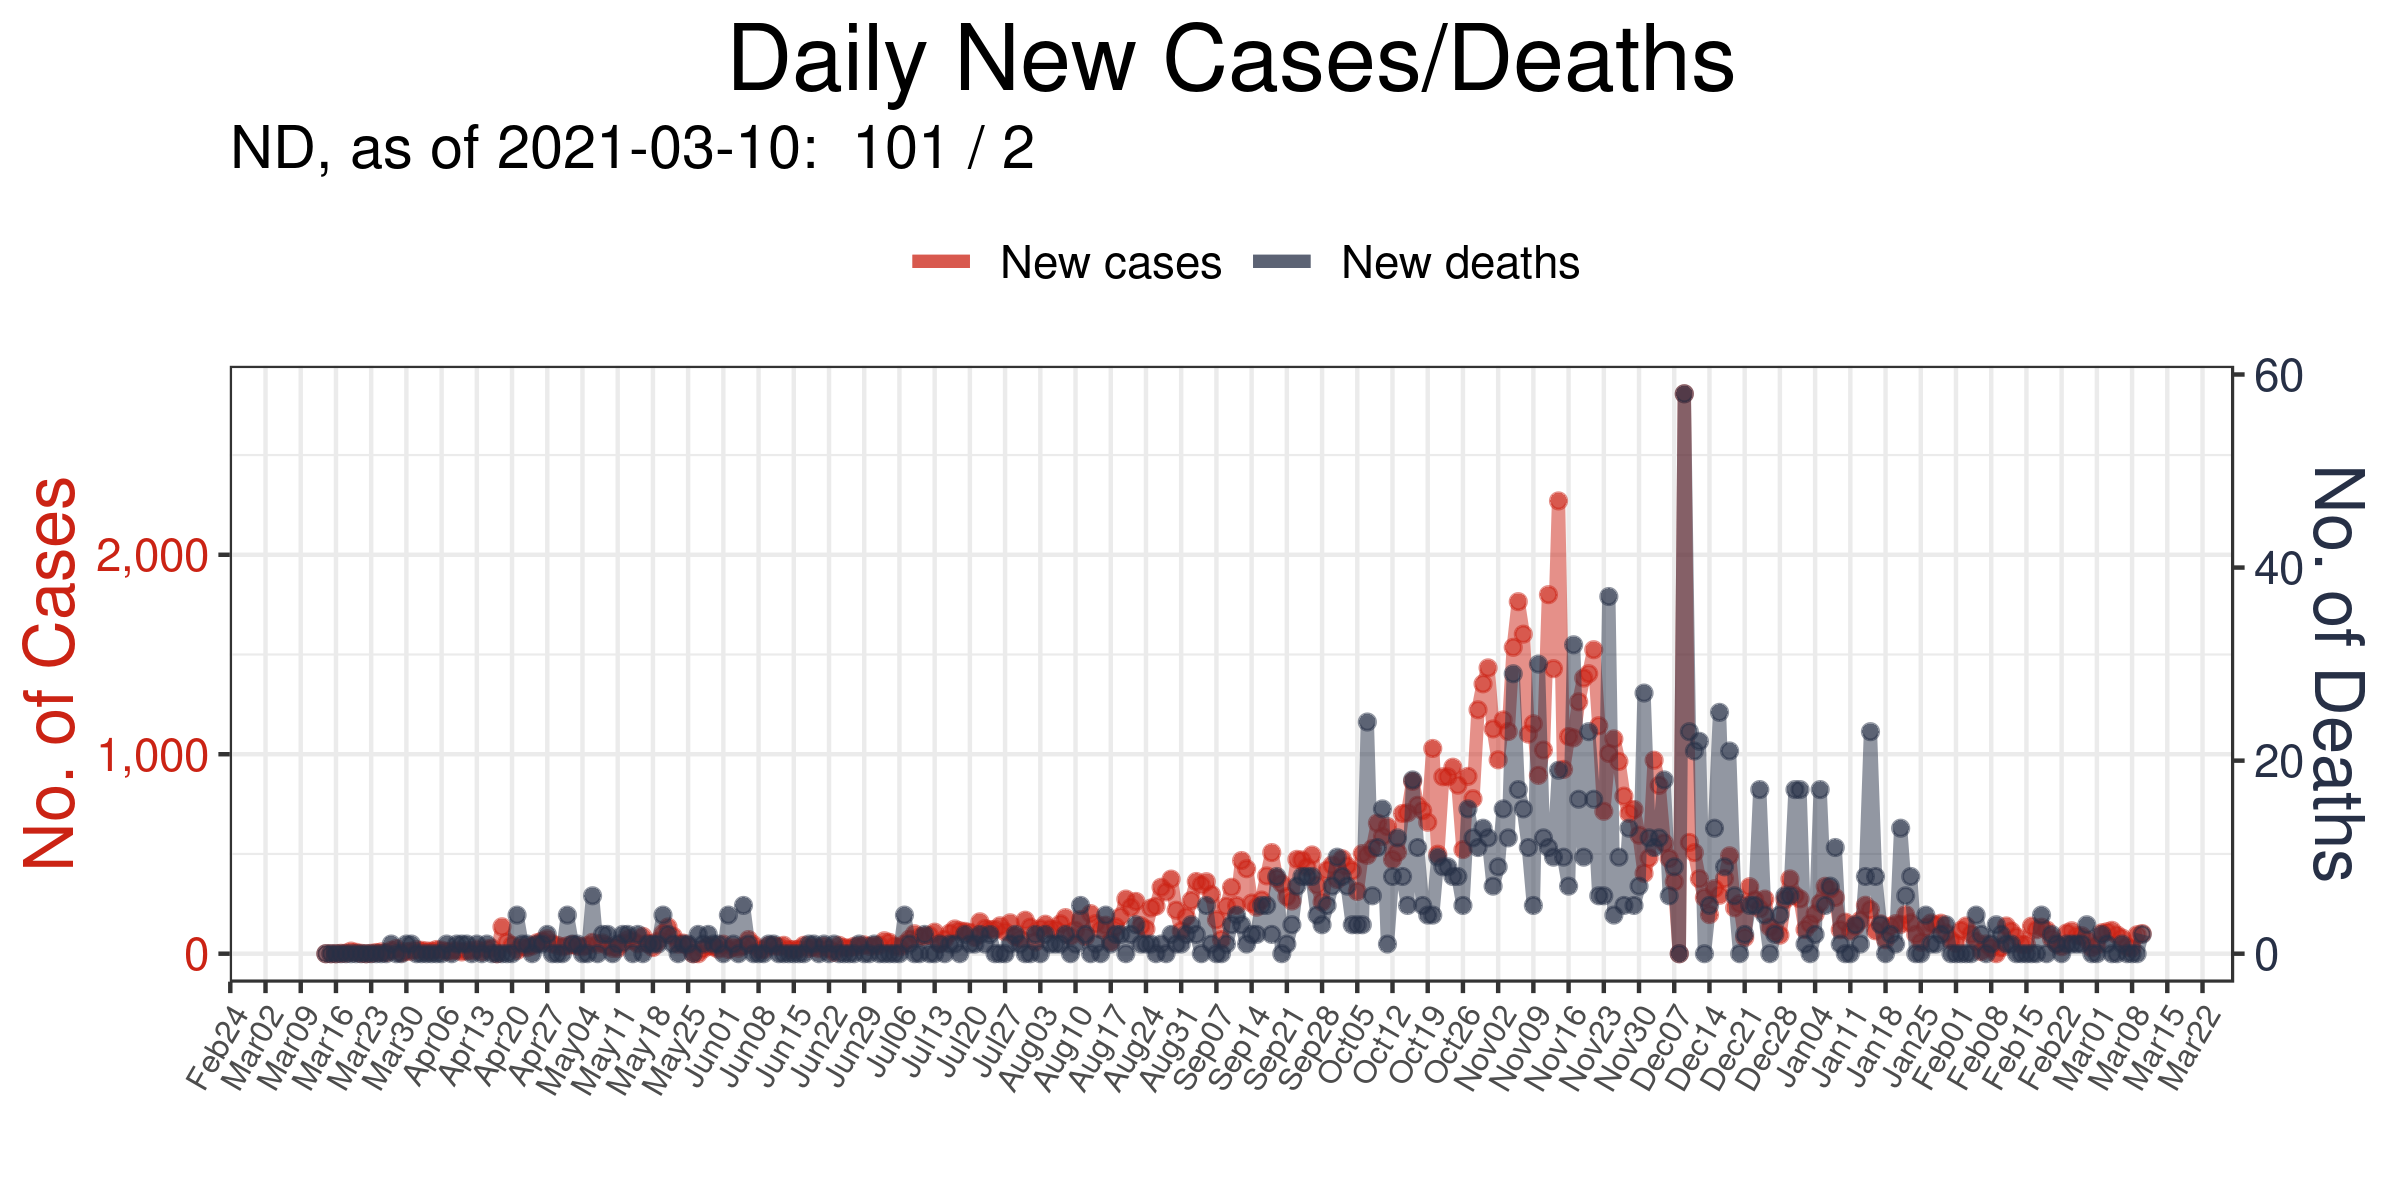 Daily New Cases/Deaths
ND, as of 2021-03-10:  101 / 2
New cases
New deaths
No. of Cases
2,000
1,000
0
60
40
20
0
No. of Deaths
Feb24
Mar02
Mar09
Mar16
Mar23
Mar30
Apr06
Apr13
Apr20
Apr27
May04
May11
May18
May25
Jun01
Jun08
Jun15
Jun22
Jun29
Jul06
Jul13
Jul20
Jul27
Aug03
Aug10
Aug17
Aug24
Aug31
Sep07
Sep14
Sep21
Sep28
Oct05
Oct12
Oct19
Oct26
Nov02
Nov09
Nov16
Nov23
Nov30
Dec07
Dec14
Dec21
Dec28
Jan04
Jan11
Jan18
Jan25
Feb01
Feb08
Feb15
Feb22
Mar01
Mar08
Mar15
Mar22